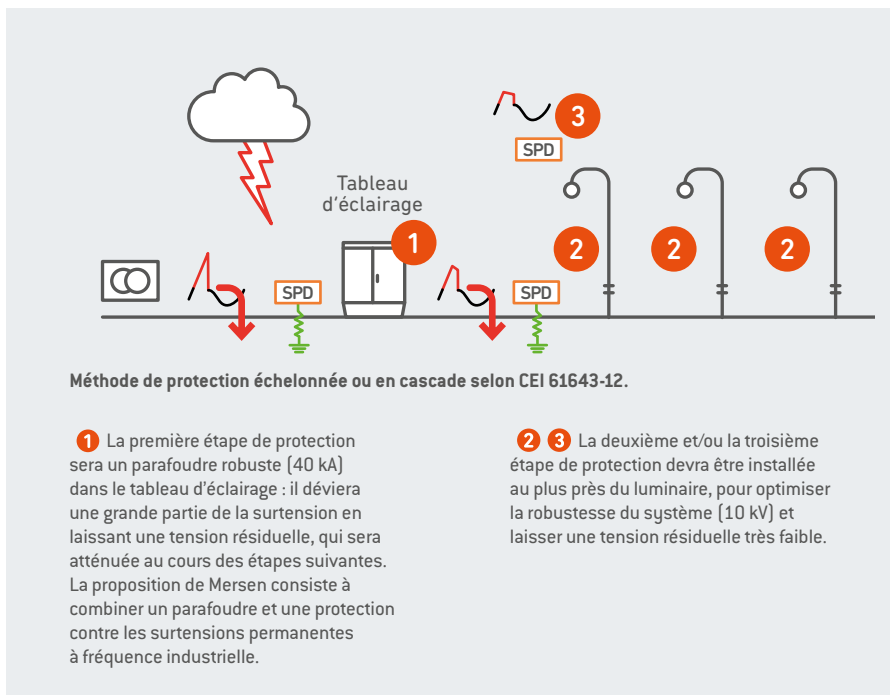 3
SPD
Tableau
d'éclairage
1
2
2
2
SPD
SPD
Méthode de protection échelonnée ou en cascade selon CEI 61643-12.
1 La première étape de protection
sera un parafoudre robuste (40 kA)
dans le tableau d'éclairage : il déviera
une grande partie de la surtension en
laissant une tension résiduelle, qui sera
atténuée au cours des étapes suivantes.
La proposition de Mersen consiste à
combiner un parafoudre et une protection
contre les surtensions permanentes
à fréquence industrielle.
2 3 La deuxième et/ou la troisième
étape de protection devra être installée
au plus près du luminaire, pour optimiser
la robustesse du système (10 kV) et
laisser une tension résiduelle très faible.